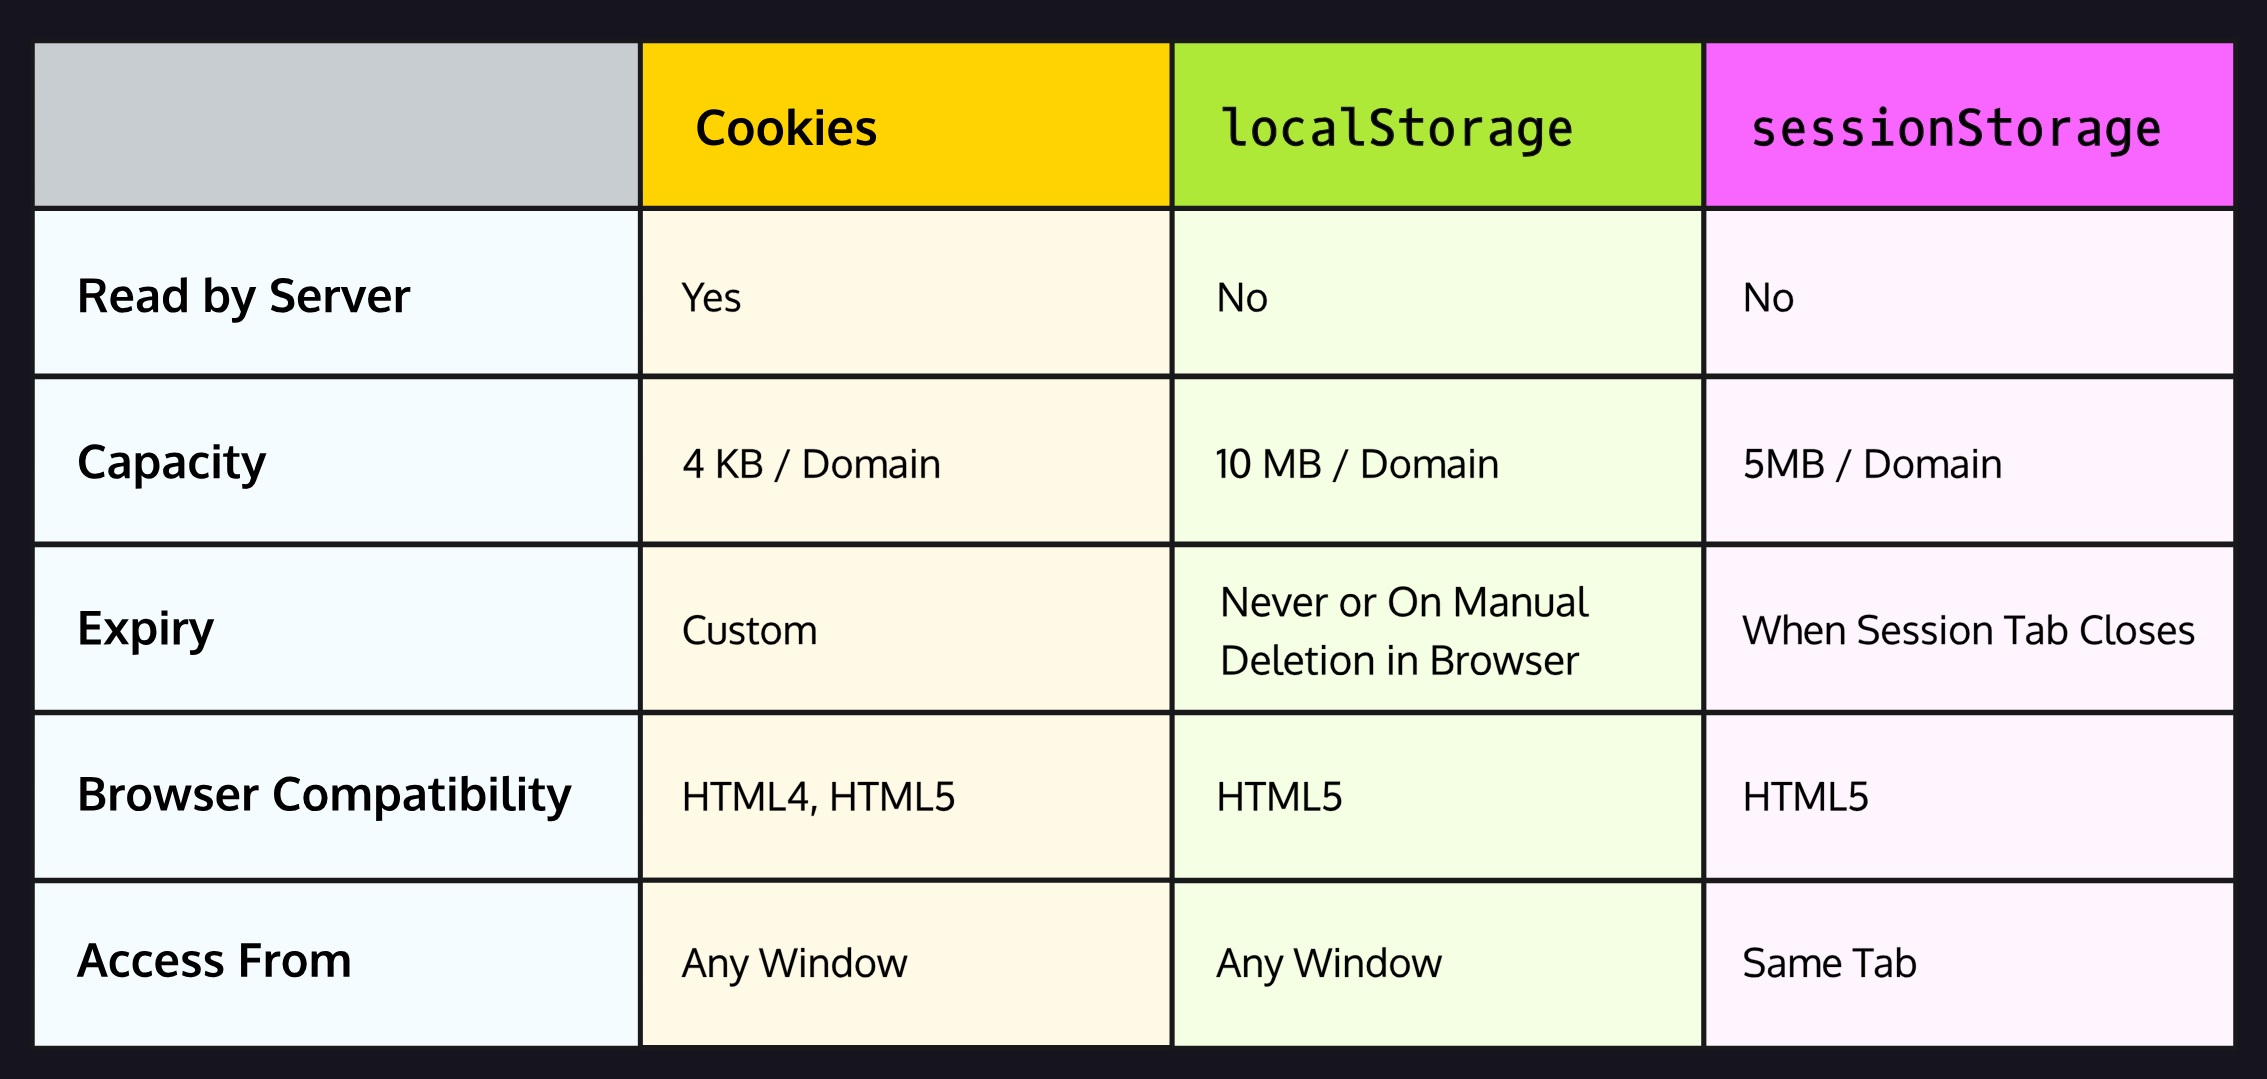 Cookies localStorage sessionStorage
Read by Server Yes No No
Capacity 4 KB / Domain 10 MB / Domain 5MB / Domain
Expiry Custom Never or On Manual Deletion in Browser When Session Tab Closes
Browser Compatibility HTML4, HTML5 HTML5 HTML5
Access From Any Window Any Window Same Tab